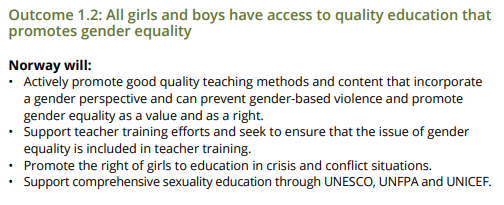 Outcome 1.2: All girls and boys have access to quality education that
promotes gender equality
Norway will:
• Actively promote good quality teaching methods and content that incorporate
a gender perspective and can prevent gender-based violence and promote
gender equality as a value and as a right.
• Support teacher training efforts and seek to ensure that the issue of gender
equality is included in teacher training.
• Promote the right of girls to education in crisis and conflict situations.
• Support comprehensive sexuality education through UNESCO, UNFPA and UNICEF.